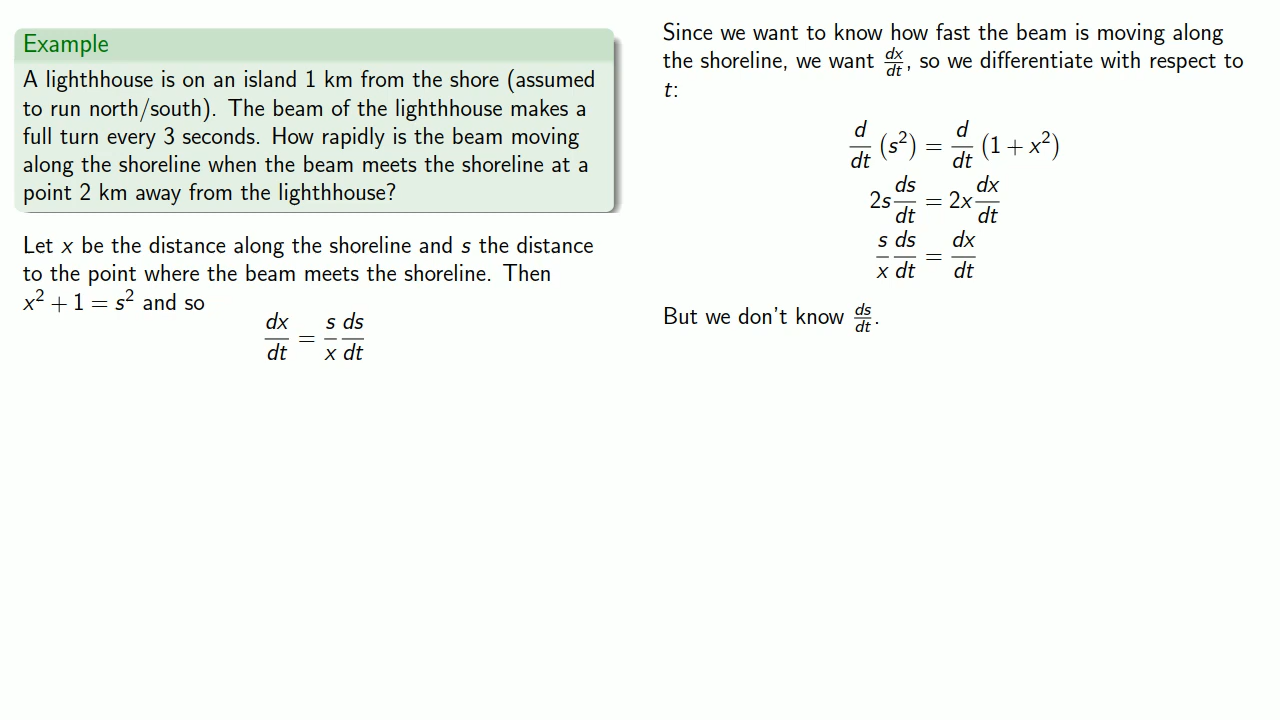 Example
A lighthhouse is on an island 1 km from the shore (assumed
to run north/south). The beam of the lighthhouse makes a
full turn every 3 seconds. How rapidly is the beam moving
along the shoreline when the beam meets the shoreline at a
point 2 km away from the lighthhouse?
Let x be the distance along the shoreline and s the distance
to the point where the beam meets the shoreline. Then
x² + 1 = s² and so
dx/dt = s/x ds/dt
Since we want to know how fast the beam is moving along
the shoreline, we want dx/dt, so we differentiate with respect to
t:
d/dt (s²) = d/dt (1 + x²)
2s ds/dt = 2x dx/dt
s/x ds/dt = dx/dt
But we don't know ds/dt.